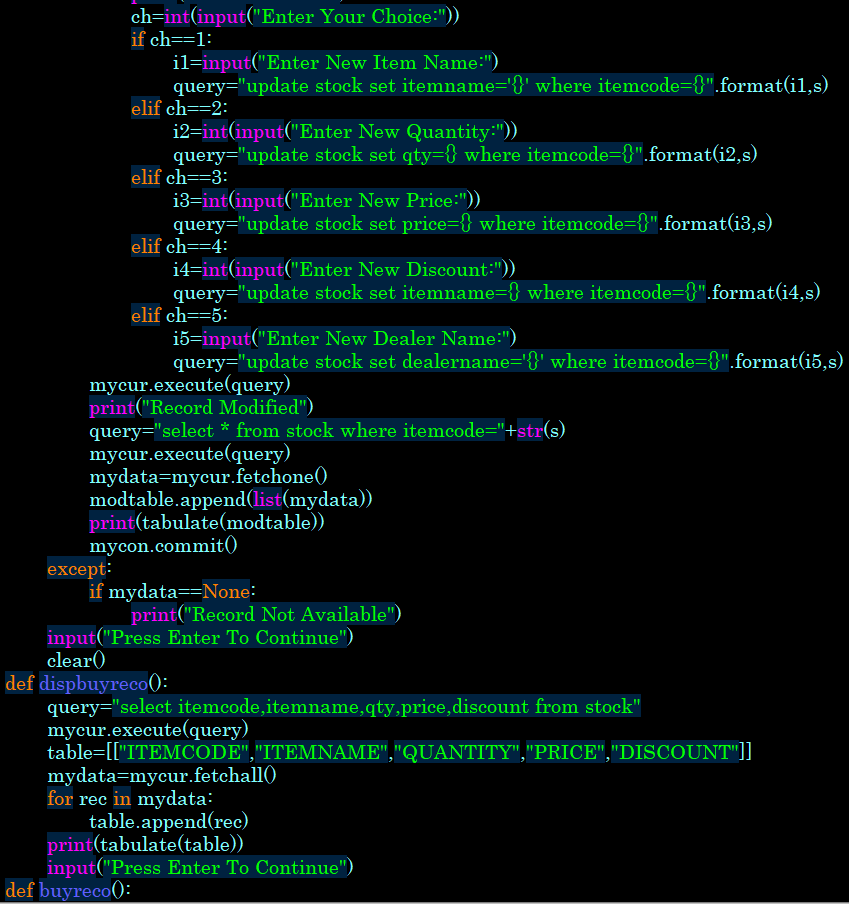 ch=int(input("Enter Your Choice:"))
if ch==1:
i1=input("Enter New Item Name:")
query="update stock set itemname='{}' where itemcode={}".format(i1,s)
elif ch==2:
i2=int(input("Enter New Quantity:"))
query="update stock set qty={} where itemcode={}".format(i2,s)
elif ch==3:
i3=int(input("Enter New Price:"))
query="update stock set price={} where itemcode={}".format(i3,s)
elif ch==4:
i4=int(input("Enter New Discount:"))
query="update stock set itemname={} where itemcode={}".format(i4,s)
elif ch==5:
i5=input("Enter New Dealer Name:")
query="update stock set dealername='{}' where itemcode={}".format(i5,s)
mycur.execute(query)
print("Record Modified")
query="select * from stock where itemcode="+str(s)
mycur.execute(query)
mydata=mycur.fetchone()
modtable.append(list(mydata))
print(tabulate(modtable))
mycon.commit()
except:
if mydata==None:
print("Record Not Available")
input("Press Enter To Continue")
clear()
def dispbuyreco():
query="select itemcode,itemname,qty,price,discount from stock"
mycur.execute(query)
table=[["ITEMCODE","ITEMNAME","QUANTITY","PRICE","DISCOUNT"]]
mydata=mycur.fetchall()
for rec in mydata:
table.append(rec)
print(tabulate(table))
input("Press Enter To Continue")
def buyreco():